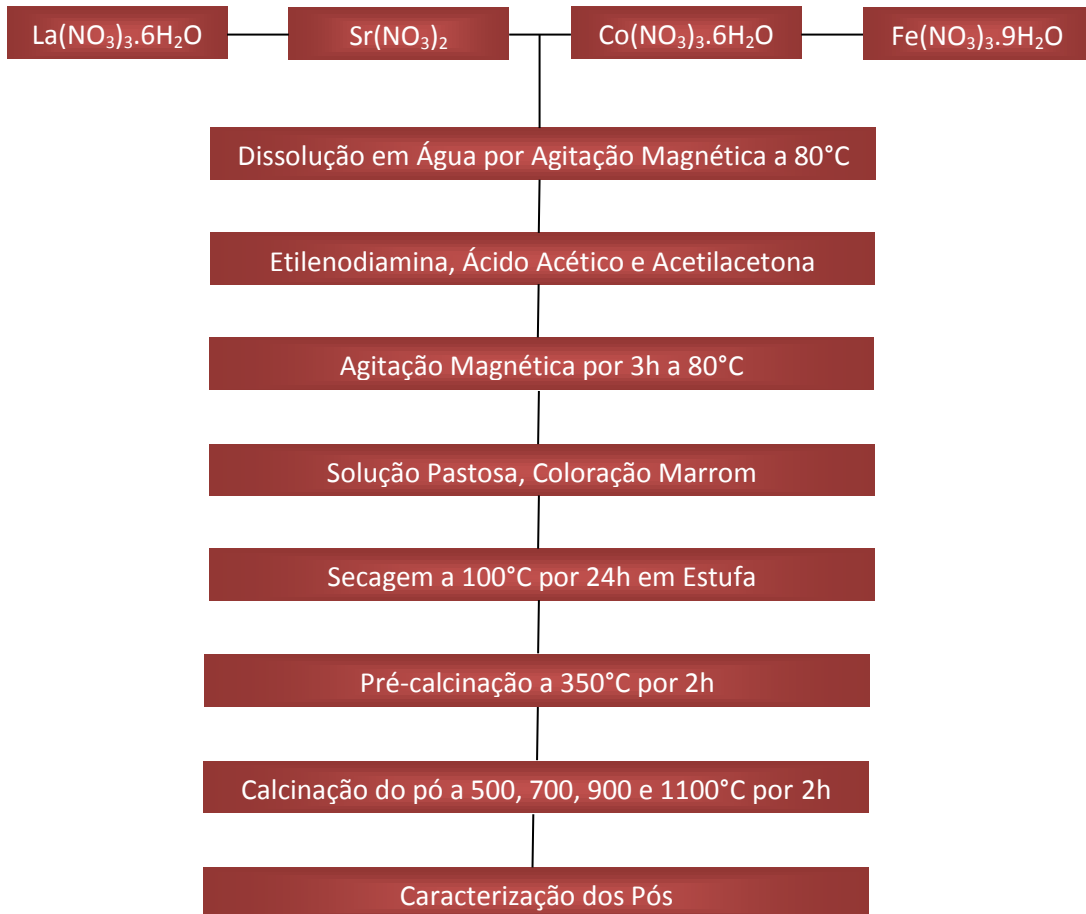 La(NO₃)₃.6H₂O
Sr(NO₃)₂
Co(NO₃)₃.6H₂O
Fe(NO₃)₃.9H₂O
Dissolução em Água por Agitação Magnética a 80°C
Etilenodiamina, Ácido Acético e Acetilacetona
Agitação Magnética por 3h a 80°C
Solução Pastosa, Coloração Marrom
Secagem a 100°C por 24h em Estufa
Pré-calcinação a 350°C por 2h
Calcinação do pó a 500, 700, 900 e 1100°C por 2h
Caracterização dos Pós